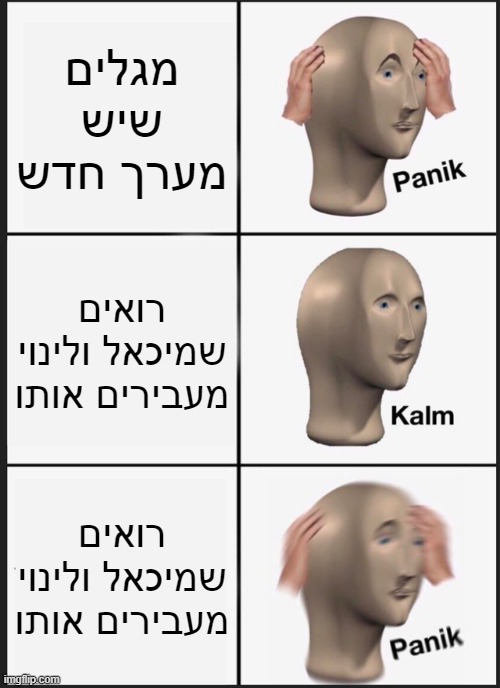 מגלים
שיש
מערך חדש
Panik
רואים
שמיכאל ולינוי
מעבירים אותו
Kalm
רואים
שמיכאל ולינוי
מעבירים אותו
Panik
imgflip.com